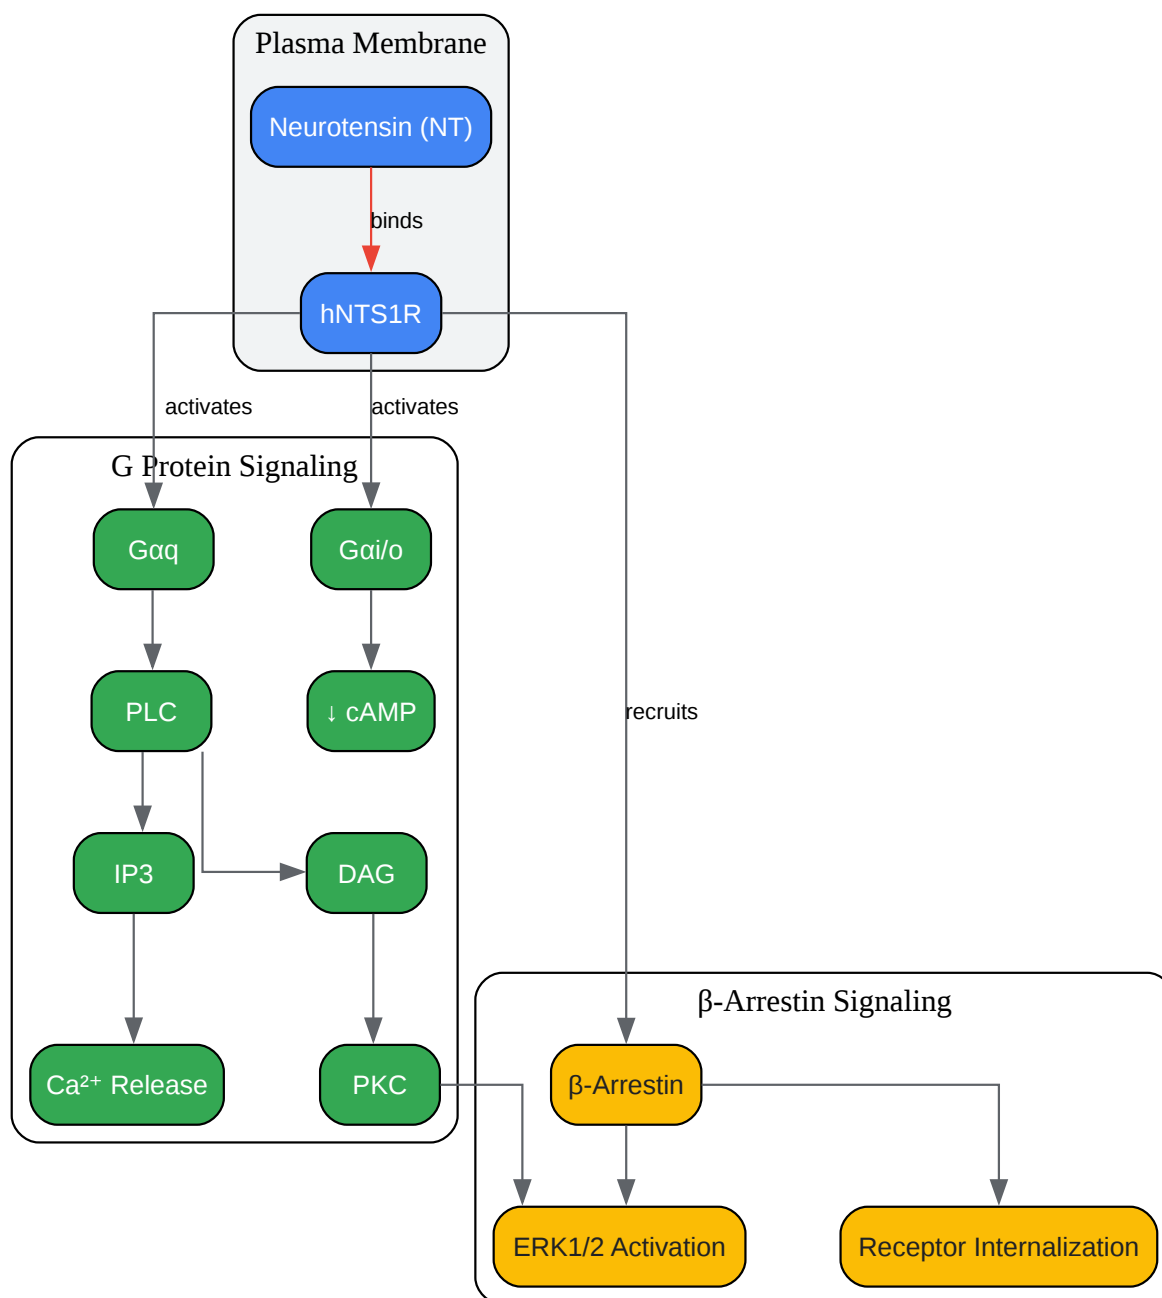 Plasma Membrane
Neurotensin (NT)
binds
hNTS1R
activates
activates
G Protein Signaling
Gαq
Gαi/o
PLC
↓ cAMP
recruits
IP3
DAG
β-Arrestin Signaling
Ca²⁺ Release
PKC
β-Arrestin
ERK1/2 Activation
Receptor Internalization